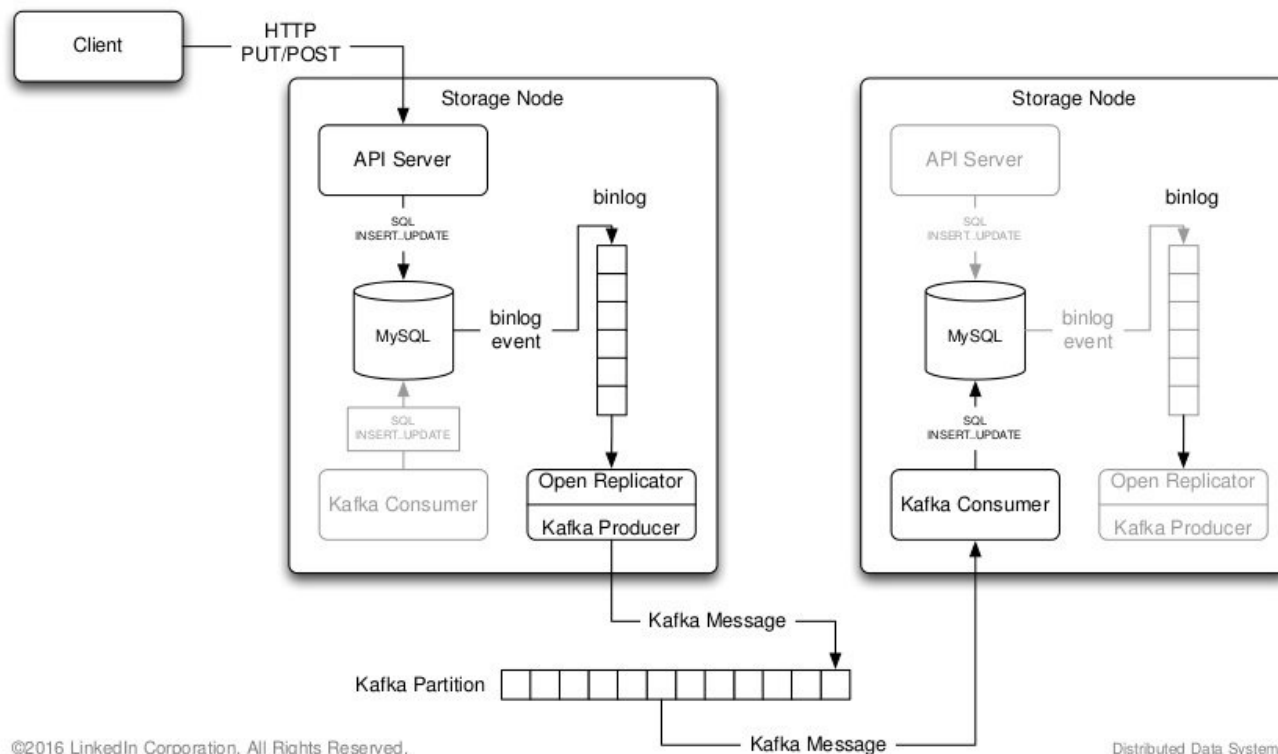 Client
HTTP
PUT/POST
Storage Node
API Server
SQL
INSERT..UPDATE
MySQL
binlog
event
binlog
SQL
INSERT..UPDATE
Kafka Consumer
Open Replicator
Kafka Producer
Storage Node
API Server
SQL
INSERT..UPDATE
MySQL
binlog
event
binlog
SQL
INSERT..UPDATE
Kafka Consumer
Open Replicator
Kafka Producer
Kafka Message
Kafka Partition
Kafka Message
©2016 LinkedIn Corporation. All Rights Reserved.
Distributed Data System